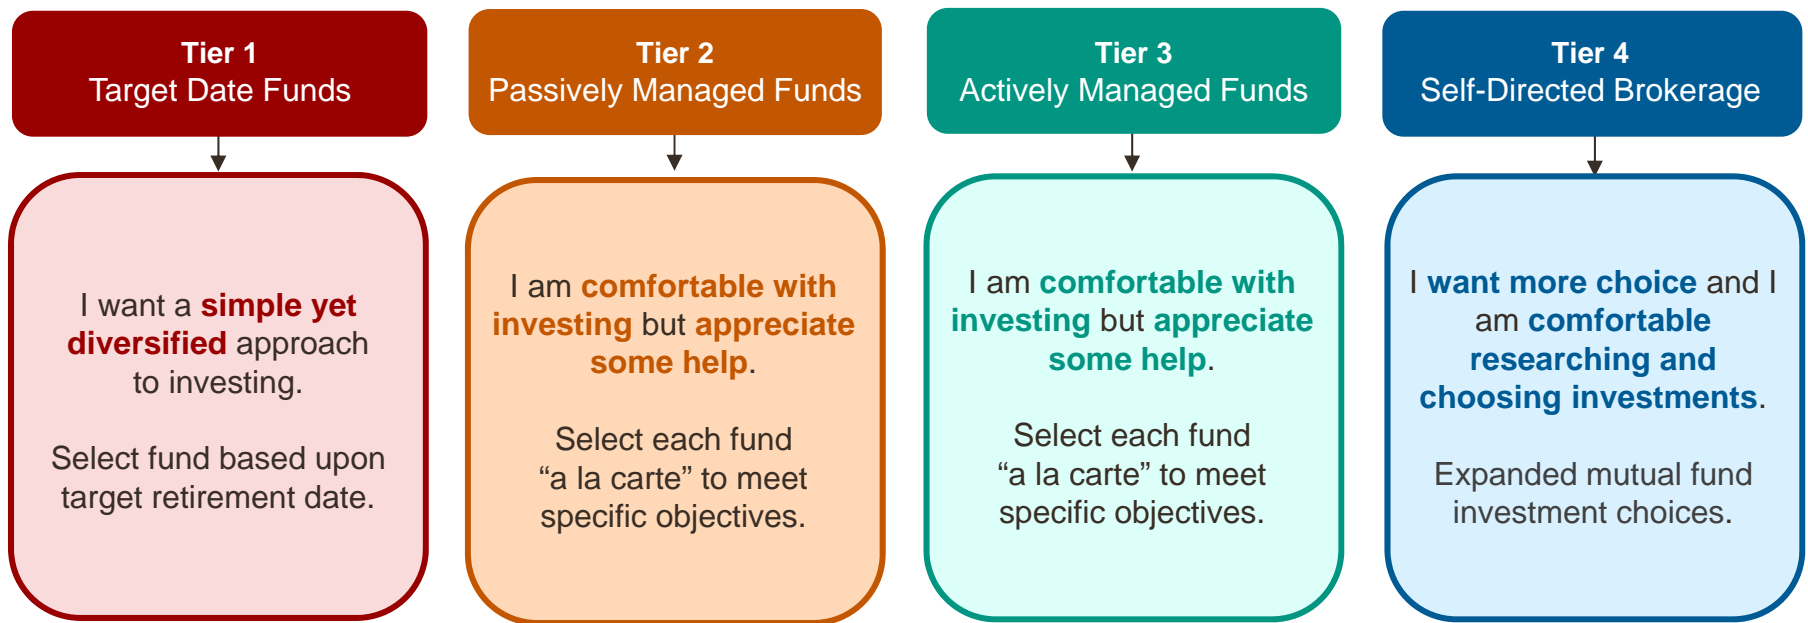 Tier 1
Target Date Funds
I want a simple yet
diversified approach
to investing.
Select fund based upon
target retirement date.
Tier 2
Passively Managed Funds
I am comfortable with
investing but appreciate
some help.
Select each fund
“a la carte” to meet
specific objectives.
Tier 3
Actively Managed Funds
I am comfortable with
investing but appreciate
some help.
Select each fund
“a la carte” to meet
specific objectives.
Tier 4
Self-Directed Brokerage
I want more choice and I
am comfortable
researching and
choosing investments.
Expanded mutual fund
investment choices.